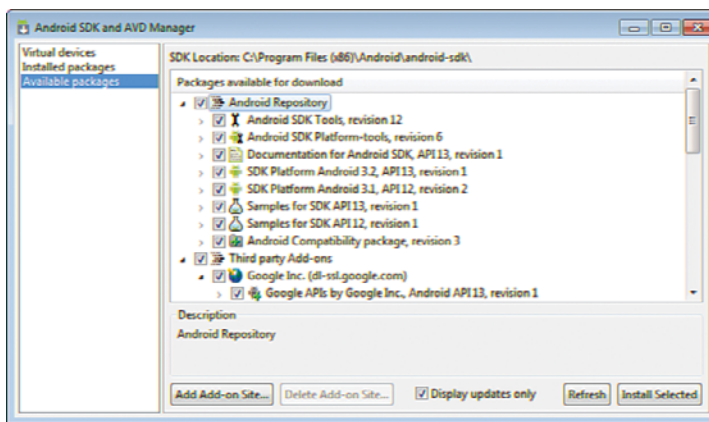 Android SDK and AVD Manager
Virtual devices
Installed packages
Available packages
SDK Location: C:\Program Files (x86)\Android\android-sdk\
Packages available for download
Android Repository
Android SDK Tools, revision 12
Android SDK Platform-tools, revision 6
Documentation for Android SDK, API 13, revision 1
SDK Platform Android 3.2, API 13, revision 1
SDK Platform Android 3.1, API 12, revision 2
Samples for SDK API 13, revision 1
Samples for SDK API 12, revision 1
Android Compatibility package, revision 3
Third party Add-ons
Google Inc. (dl-ssl.google.com)
Google APIs by Google Inc., Android API 13, revision 1
Description
Android Repository
Add Add-on Site...
Delete Add-on Site...
Display updates only
Refresh
Install Selected